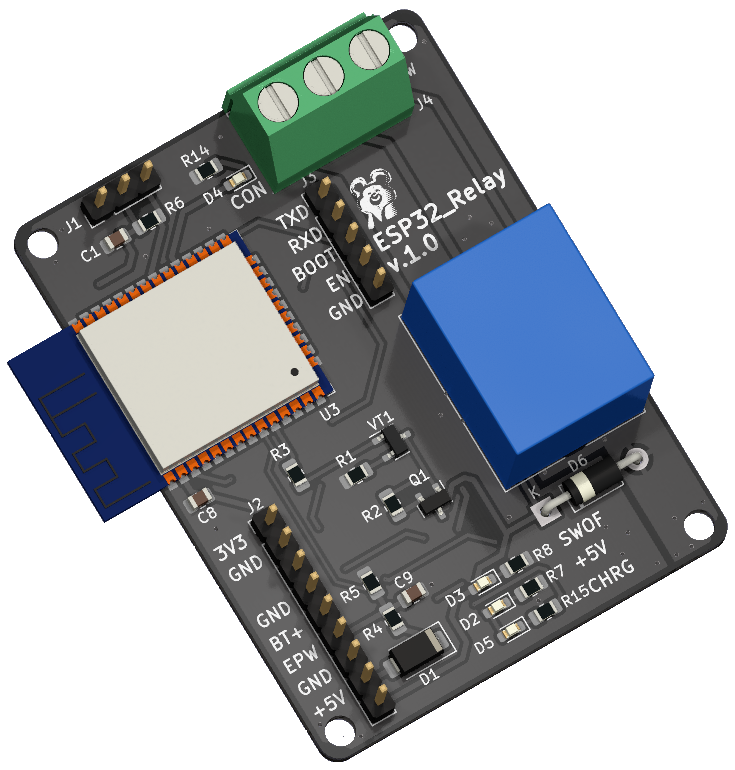 W
J4
R14
D4
CON
J3
J1
R6
C1
TXD
RXD
BOOT
EN
GND
ESP32_Relay
v.1.0
U3
VT1
R3
R1
Q1
R2
C8
D6
K
J2
3V3
GND
GND
BT+
EPW
GND
+5V
R5
C9
R4
D1
SWOF
+5V
CHRG
D3
R8
D2
R7
D5
R15